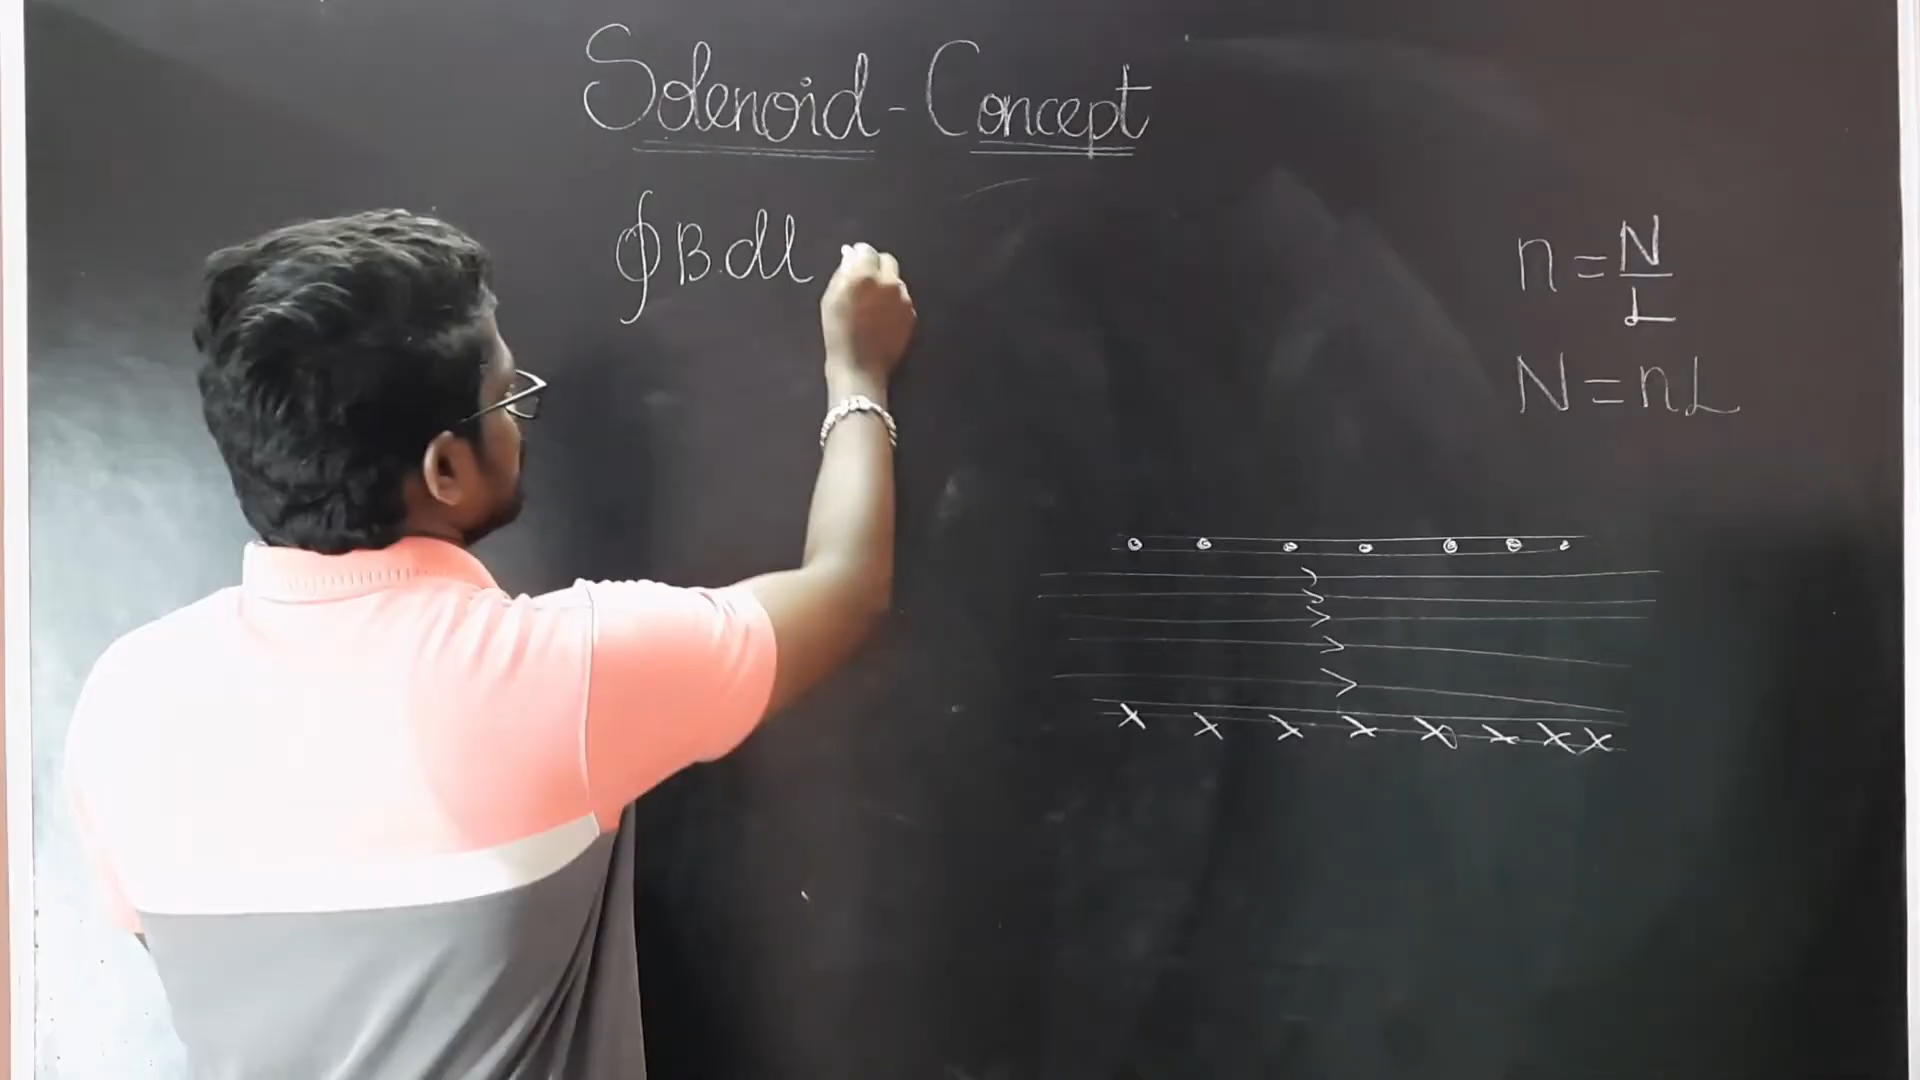 Solenoid - Concept
∮ B.dl
n = N/L
N = nL